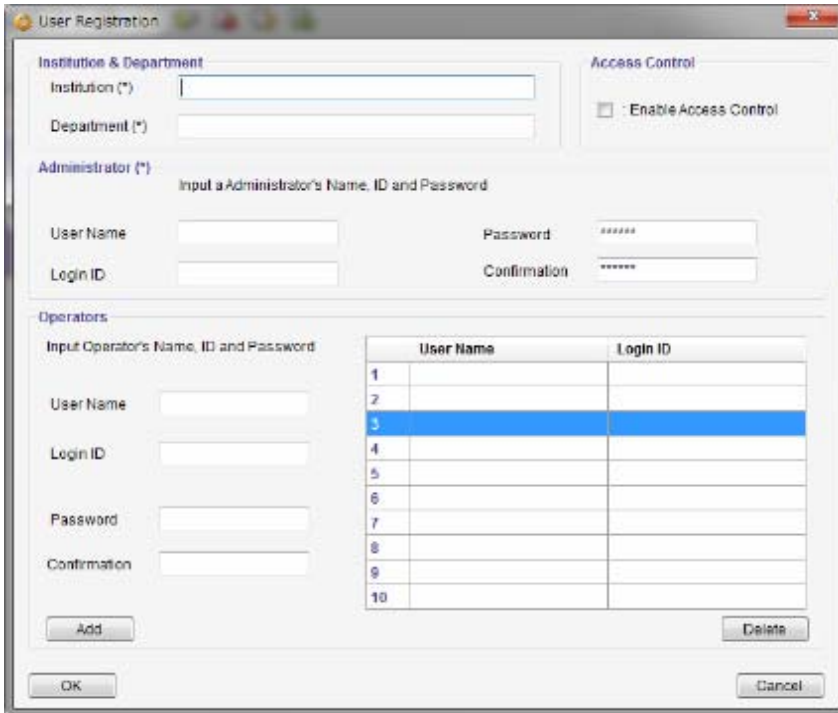 User Registration
Institution & Department
Institution (*)
Department (*)
Access Control
: Enable Access Control
Administrator (*)
Input a Administrator's Name, ID and Password
User Name
Login ID
Password ******
Confirmation ******
Operators
Input Operator's Name, ID and Password
User Name
Login ID
Password
Confirmation
User Name Login ID
1
2
3
4
5
6
7
8
9
10
Add
Delete
OK
Cancel